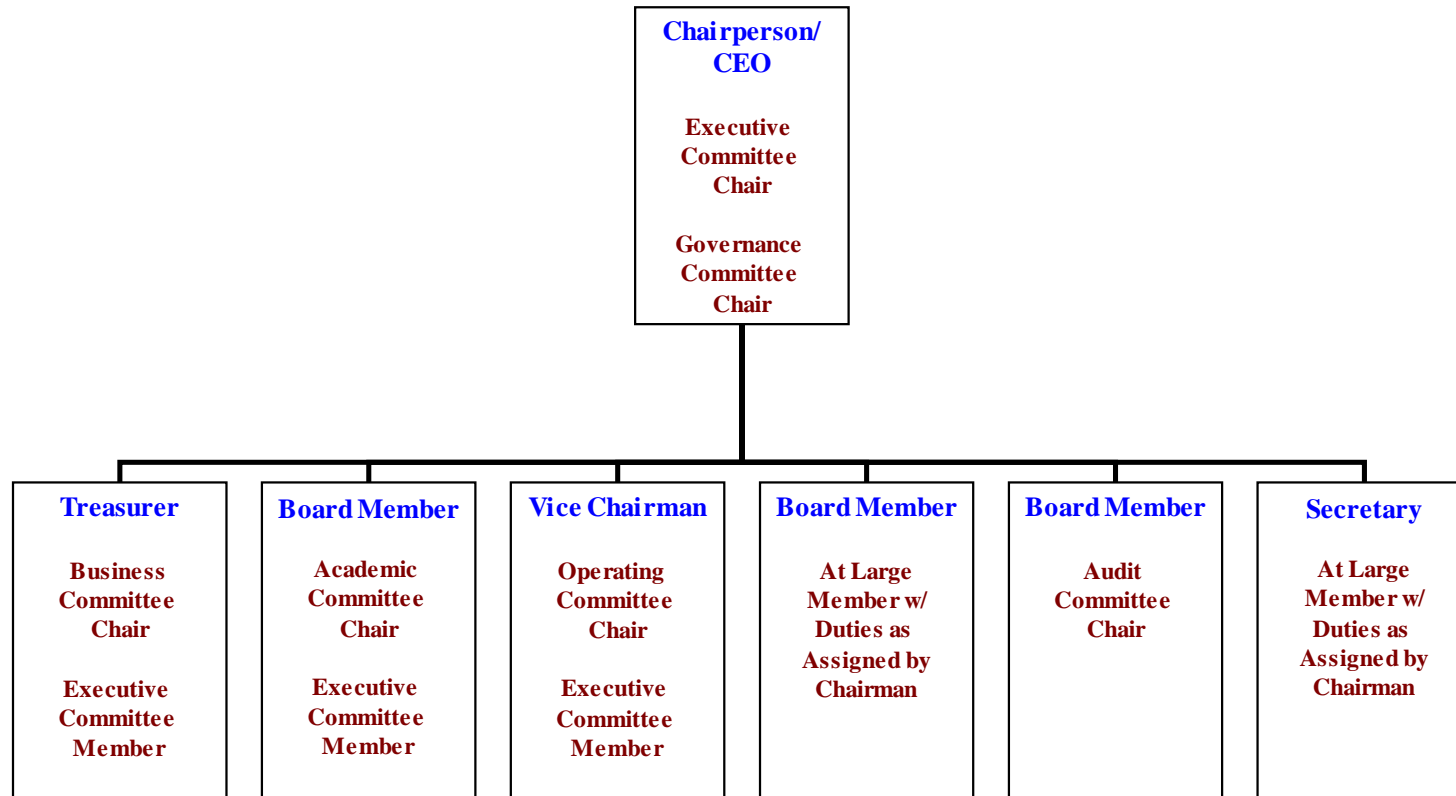 Chairperson/
CEO
Executive
Committee
Chair
Governance
Committee
Chair
Treasurer
Business
Committee
Chair
Executive
Committee
Member
Board Member
Academic
Committee
Chair
Executive
Committee
Member
Vice Chairman
Operating
Committee
Chair
Executive
Committee
Member
Board Member
At Large
Member w/
Duties as
Assigned by
Chairman
Board Member
Audit
Committee
Chair
Secretary
At Large
Member w/
Duties as
Assigned by
Chairman